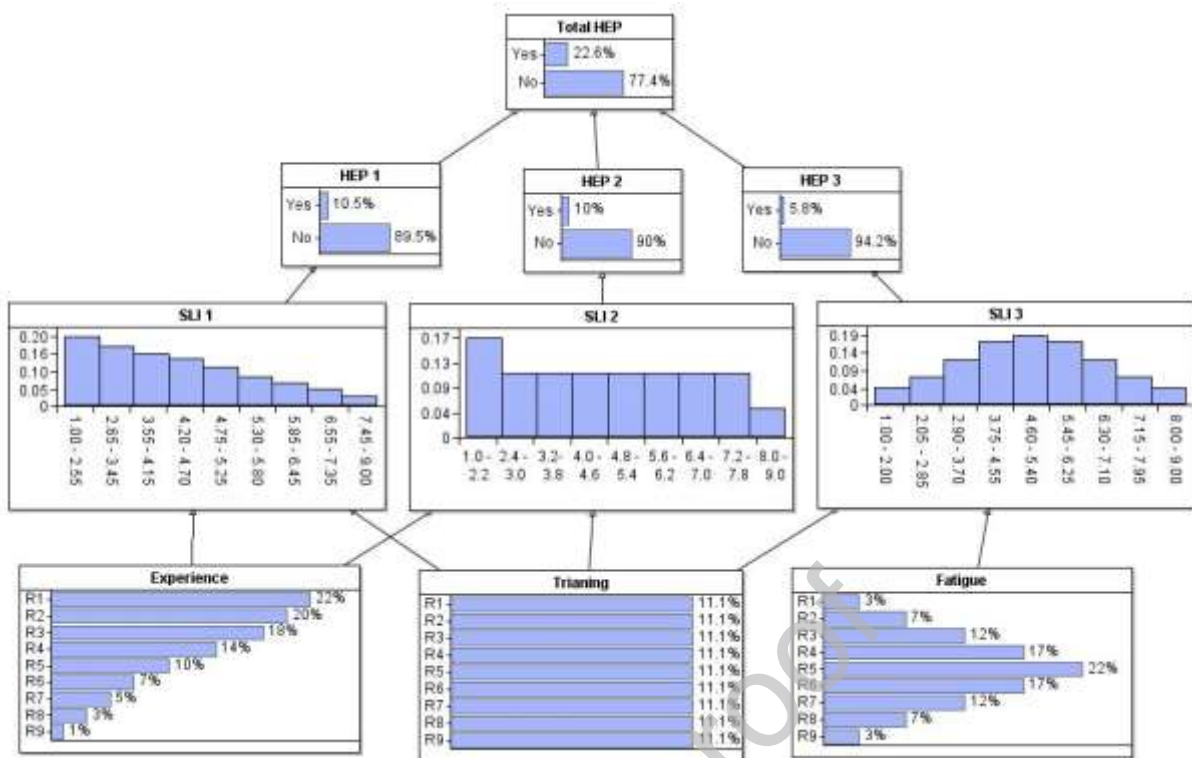 Total HEP
Yes 22.6%
No 77.4%
HEP 1
Yes 10.5%
No 89.5%
HEP 2
Yes 10%
No 90%
HEP 3
Yes 5.8%
No 94.2%
SLI 1
0.20
0.16
0.10
0.05
0
1.00 - 2.55
2.65 - 3.45
3.55 - 4.15
4.20 - 4.70
4.75 - 5.25
5.30 - 5.80
5.85 - 6.45
6.55 - 7.35
7.45 - 9.00
SLI 2
0.17
0.13
0.09
0.04
0
1.0 - 2.2
2.4 - 3.0
3.2 - 3.8
4.0 - 4.6
4.8 - 5.4
5.6 - 6.2
6.4 - 7.0
7.2 - 7.8
8.0 - 9.0
SLI 3
0.19
0.14
0.09
0.04
0
1.00 - 2.00
2.05 - 2.85
2.90 - 3.70
3.75 - 4.55
4.60 - 5.40
5.45 - 6.25
6.30 - 7.10
7.15 - 7.95
8.00 - 9.00
Experience
R1 22%
R2 20%
R3 18%
R4 14%
R5 10%
R6 7%
R7 5%
R8 3%
R9 1%
Trianing
R1 11.1%
R2 11.1%
R3 11.1%
R4 11.1%
R5 11.1%
R6 11.1%
R7 11.1%
R8 11.1%
R9 11.1%
Fatigue
R1 3%
R2 7%
R3 12%
R4 17%
R5 22%
R6 17%
R7 12%
R8 7%
R9 3%